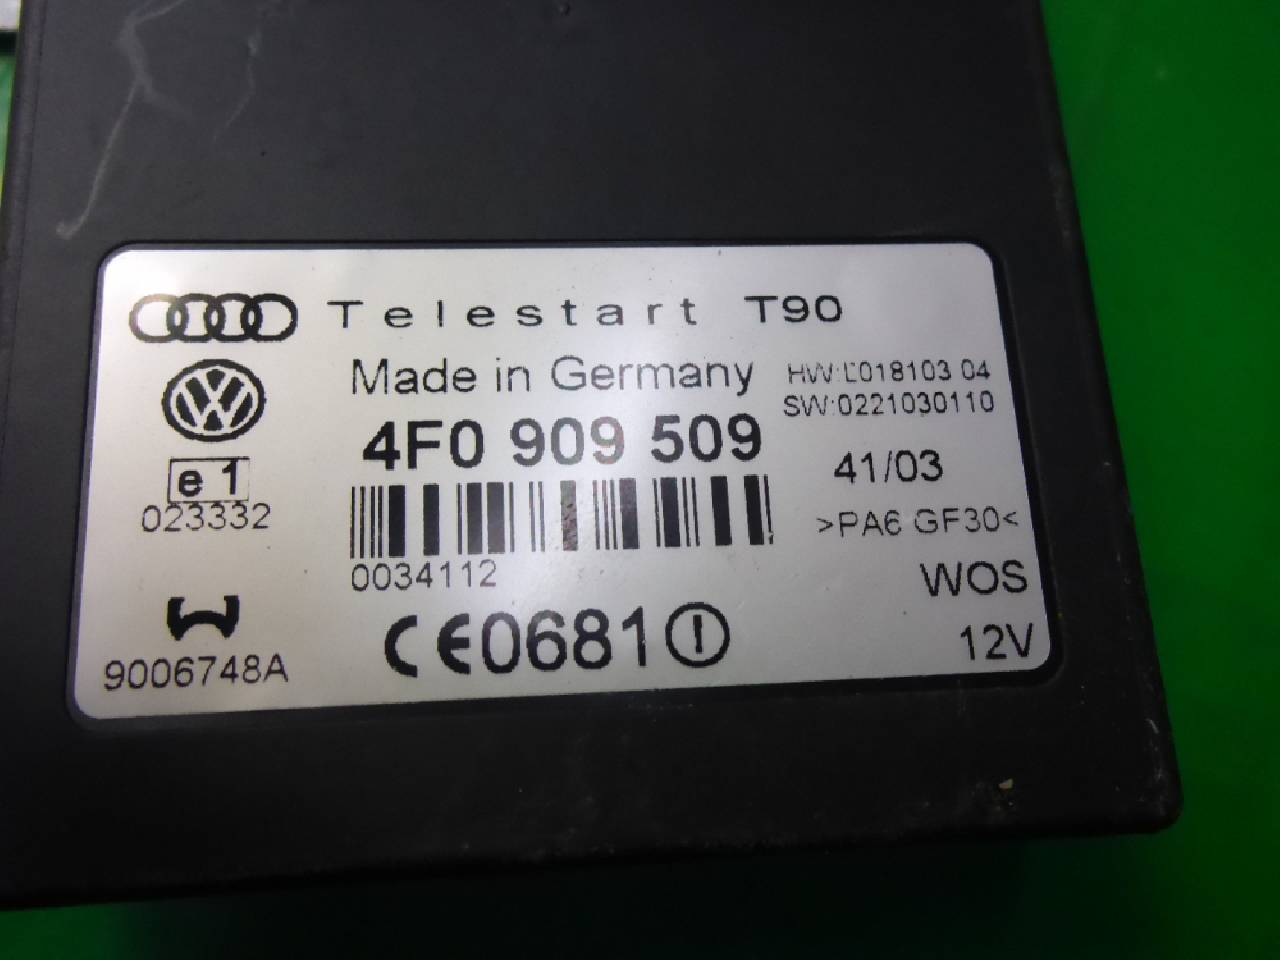 Telestart T90
Made in Germany
HW:L018103 04
SW:0221030110
4F0 909 509
e1
023332
41/03
>PA6 GF30<
0034112
WOS
CE0681
9006748A
12V